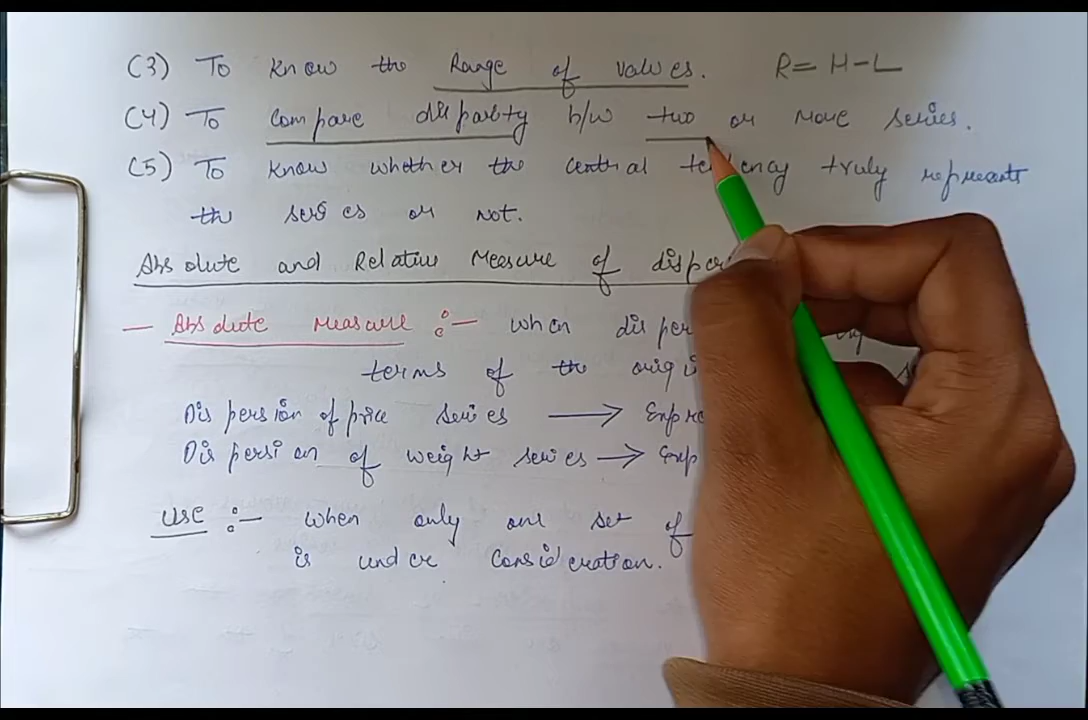 (3) To know the Range of values. R = H-L
(4) To compare disparity b/w two or more series.
(5) To know whether the central tendency truly represents
the series or not.
Absolute and Relative Measure of
— Absolute Measure :— when
terms of the
Dispersion of price series →
Dispersion of weight series →
Use :— when only one set of
is under consideration.